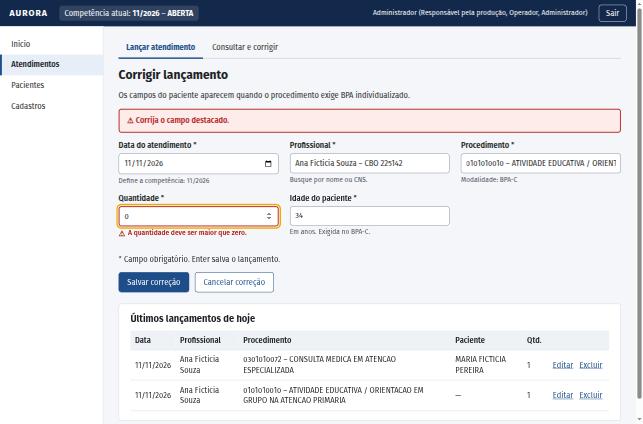 AURORA
Competência atual: 11/2026 – ABERTA
Administrador (Responsável pela produção, Operador, Administrador)
Sair
Início
Atendimentos
Pacientes
Cadastros
Lançar atendimento
Consultar e corrigir
Corrigir lançamento
Os campos do paciente aparecem quando o procedimento exige BPA individualizado.
⚠ Corrija o campo destacado.
Data do atendimento *
Profissional *
Procedimento *
11/11/2026
Ana Ficticia Souza – CBO 225142
0101010010 – ATIVIDADE EDUCATIVA / ORIENT
Define a competência: 11/2026
Busque por nome ou CNS.
Modalidade: BPA-C
Quantidade *
Idade do paciente *
0
34
⚠ A quantidade deve ser maior que zero.
Em anos. Exigida no BPA-C.
* Campo obrigatório. Enter salva o lançamento.
Salvar correção
Cancelar correção
Últimos lançamentos de hoje
Data Profissional Procedimento Paciente Qtd.
11/11/2026 Ana Ficticia Souza 0301010072 – CONSULTA MEDICA EM ATENCAO ESPECIALIZADA MARIA FICTICIA PEREIRA 1 Editar Excluir
11/11/2026 Ana Ficticia Souza 0101010010 – ATIVIDADE EDUCATIVA / ORIENTACAO EM GRUPO NA ATENCAO PRIMARIA — 1 Editar Excluir